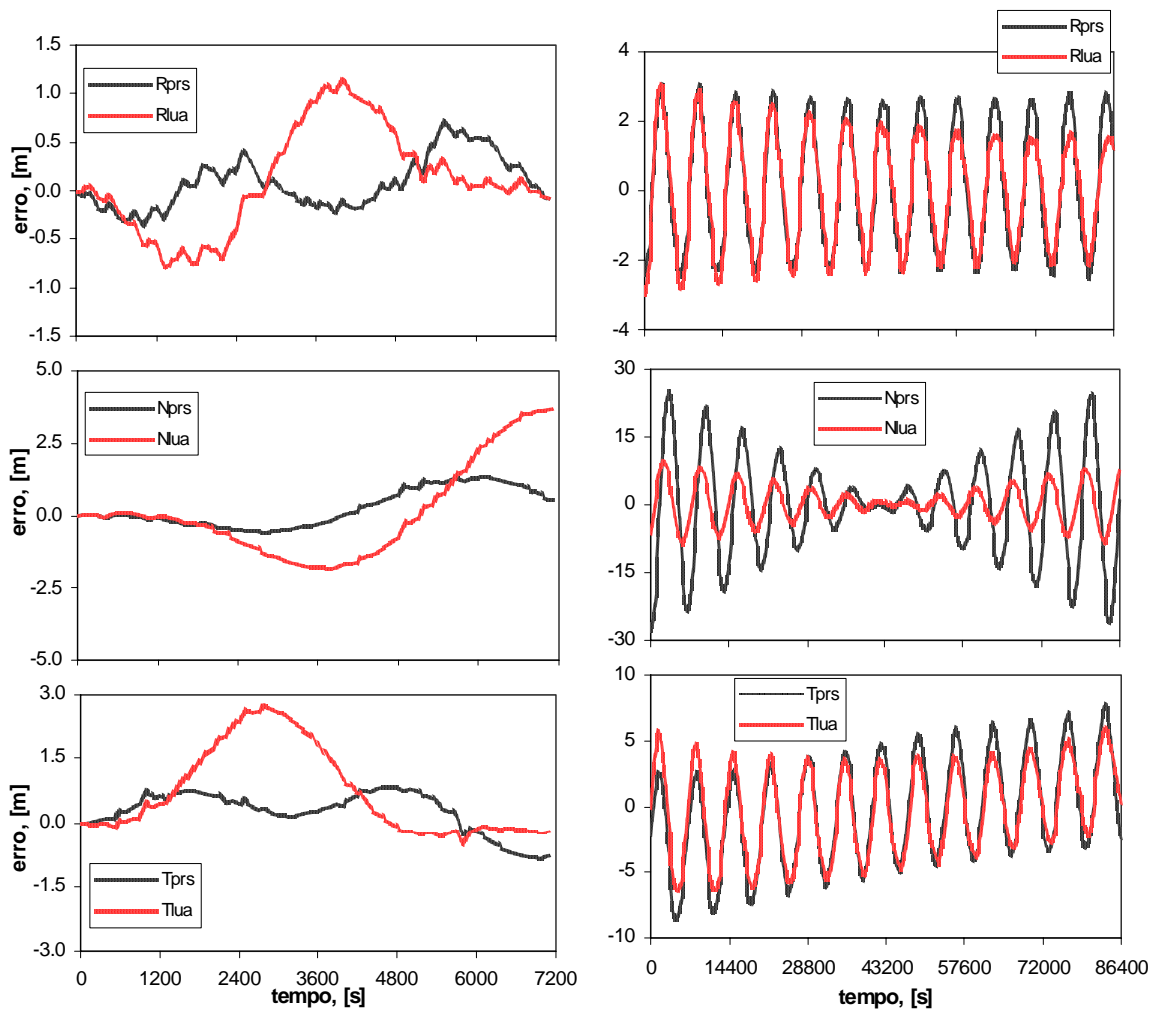 1.5
1.0
0.5
0.0
-0.5
-1.0
-1.5
erro, [m]
Rprs
Rlua
4
2
0
-2
-4
Rprs
Rlua
5.0
2.5
0.0
-2.5
-5.0
erro, [m]
Nprs
Nlua
30
15
0
-15
-30
Nprs
Nlua
3.0
1.5
0.0
-1.5
-3.0
erro, [m]
Tprs
Tlua
0 1200 2400 3600 4800 6000 7200
tempo, [s]
10
5
0
-5
-10
Tprs
Tlua
0 14400 28800 43200 57600 72000 86400
tempo, [s]